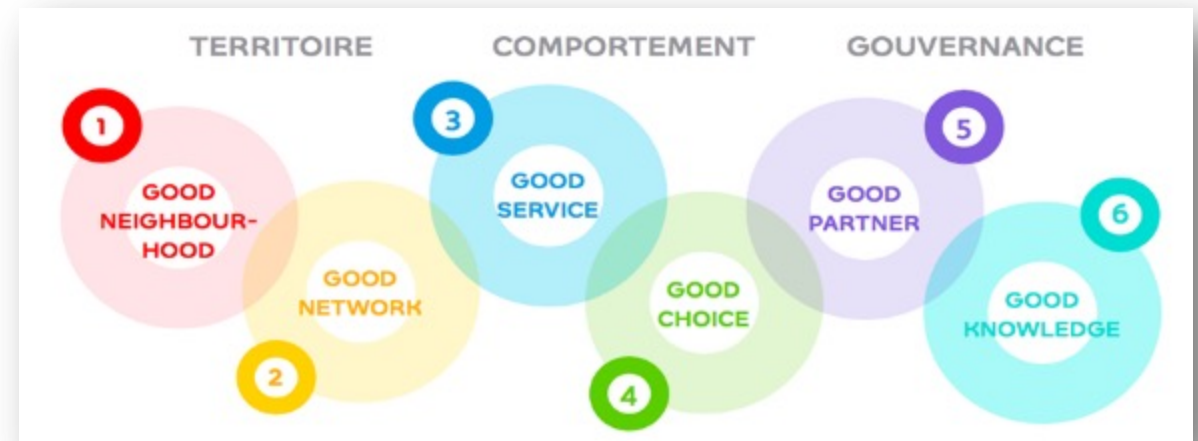 TERRITOIRE
COMPORTEMENT
GOUVERNANCE
1
GOOD
NEIGHBOUR-
HOOD
2
GOOD
NETWORK
3
GOOD
SERVICE
4
GOOD
CHOICE
5
GOOD
PARTNER
6
GOOD
KNOWLEDGE